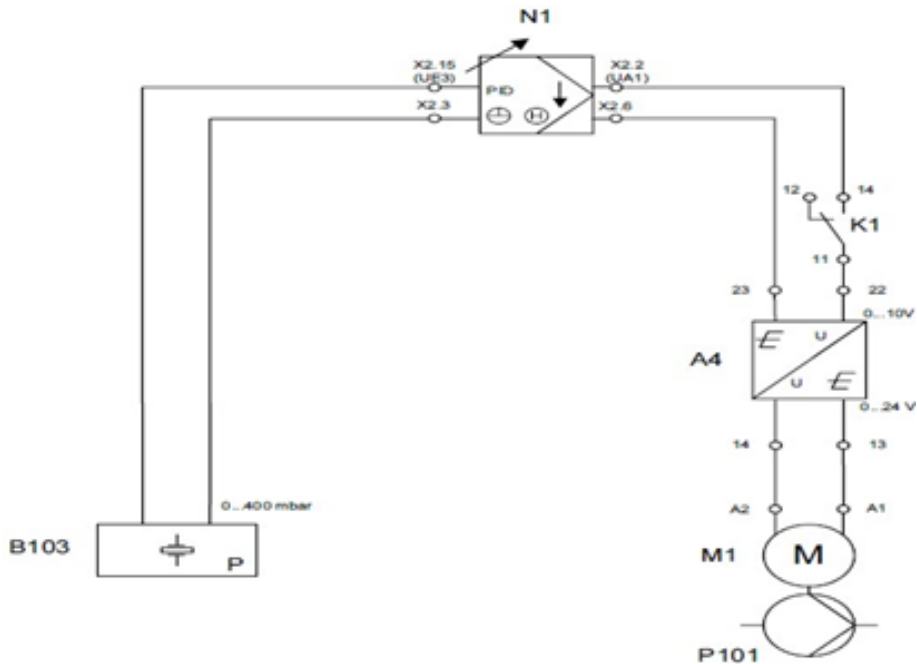 N1
X2.15
(UE3)
X2.2
(UA1)
PID
X2.3
H
X2.6
12
14
K1
11
23
22
0...10V
A4
U
U
0...24 V
14
13
0...400 mbar
A2
A1
B103
P
M1
M
P101